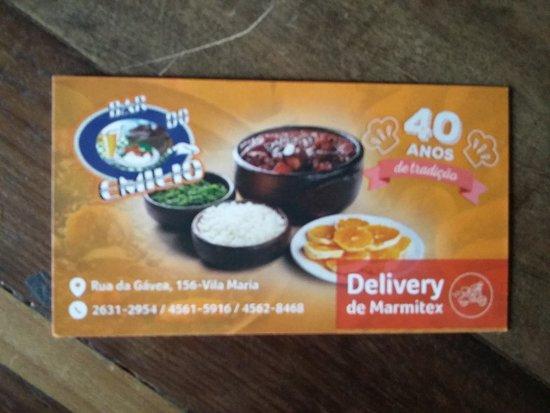 BAR DO
EMILIO
40
ANOS
de tradição
Rua da Gávea, 156-Vila Maria
2631-2954 / 4561-5916 / 4562-8468
Delivery
de Marmitex